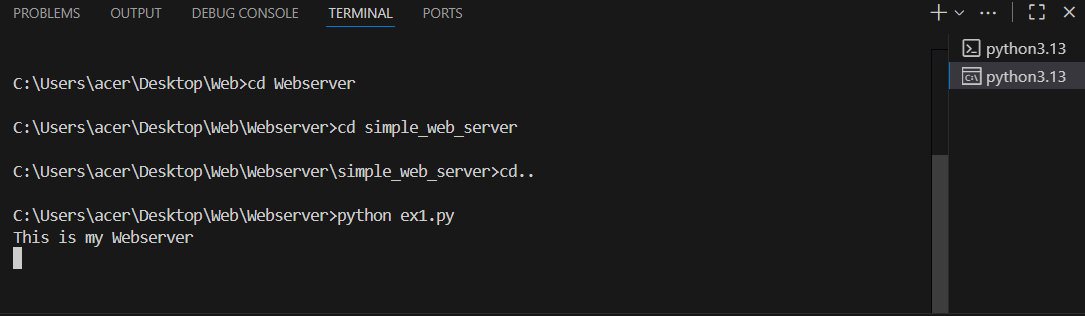 PROBLEMS OUTPUT DEBUG CONSOLE TERMINAL PORTS
C:\Users\acer\Desktop\Web>cd Webserver
C:\Users\acer\Desktop\Web\Webserver>cd simple_web_server
C:\Users\acer\Desktop\Web\Webserver\simple_web_server>cd..
C:\Users\acer\Desktop\Web\Webserver>python ex1.py
This is my Webserver
python3.13
python3.13